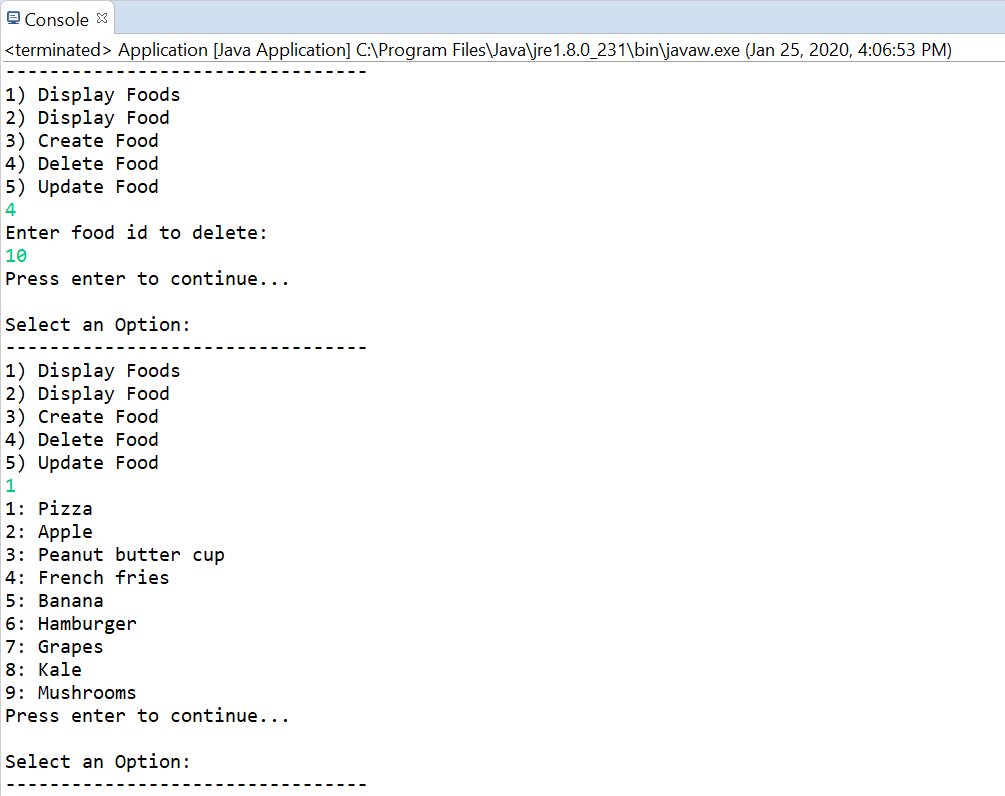 Console
<terminated> Application [Java Application] C:\Program Files\Java\jre1.8.0_231\bin\javaw.exe (Jan 25, 2020, 4:06:53 PM)
---------------------------------
1) Display Foods
2) Display Food
3) Create Food
4) Delete Food
5) Update Food
4
Enter food id to delete:
10
Press enter to continue...

Select an Option:
---------------------------------
1) Display Foods
2) Display Food
3) Create Food
4) Delete Food
5) Update Food
1
1: Pizza
2: Apple
3: Peanut butter cup
4: French fries
5: Banana
6: Hamburger
7: Grapes
8: Kale
9: Mushrooms
Press enter to continue...

Select an Option:
---------------------------------